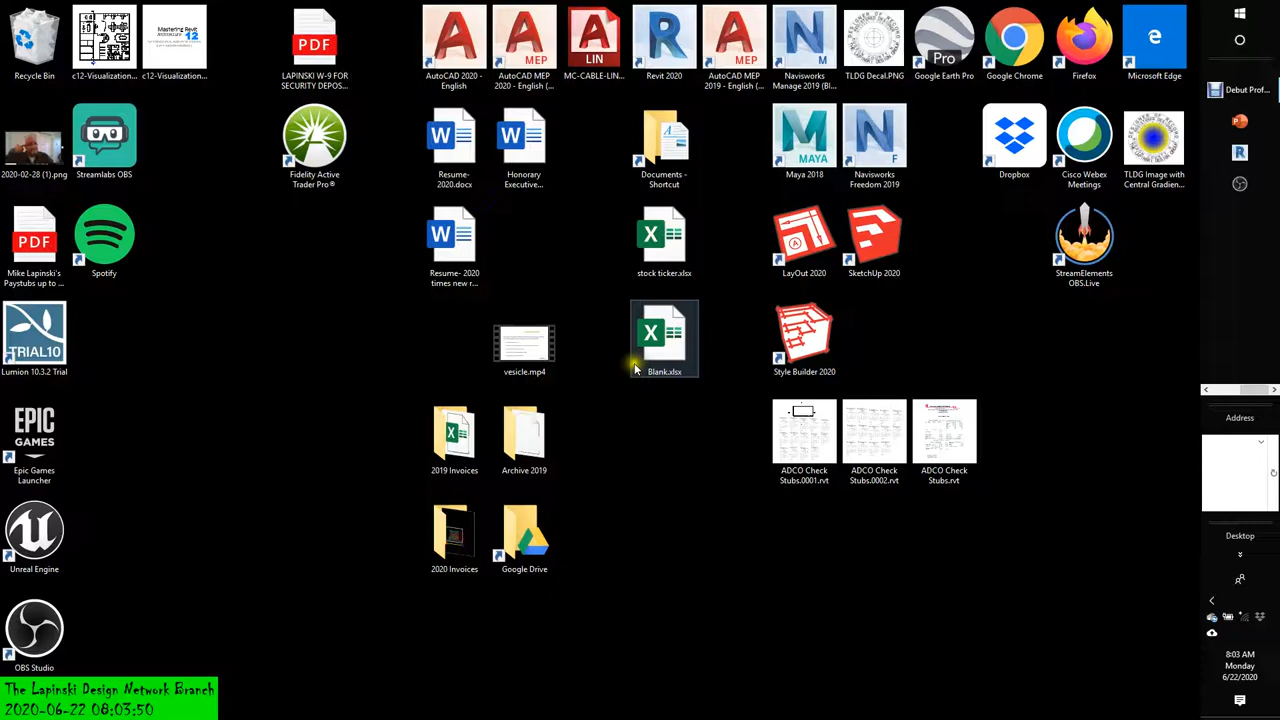 Recycle Bin
c12-Visualization...
c12-Visualization...
LAPINSKI W-9 FOR
SECURITY DEPOS...
AutoCAD 2020 -
English
AutoCAD MEP
2020 - English (...
MC-CABLE-LIN...
Revit 2020
AutoCAD MEP
2019 - English (...
Navisworks
Manage 2019 (Bl...
TLDG Decal.PNG
Google Earth Pro
Google Chrome
Firefox
Microsoft Edge
PDF
MEP
LIN
MEP
M
Pro
Mastering Revit
12
Debut Prof...
2020-02-28 (1).png
Streamlabs OBS
Fidelity Active
Trader Pro®
Resume-
2020.docx
Honorary
Executive...
Documents -
Shortcut
MAYA
Maya 2018
F
Navisworks
Freedom 2019
Dropbox
Cisco Webex
Meetings
TLDG Image with
Central Gradien...
PDF
Mike Lapinski's
Paystubs up to ...
Spotify
Resume- 2020
times new r...
stock ticker.xlsx
LayOut 2020
SketchUp 2020
StreamElements
OBS.Live
TRIAL10
Lumion 10.3.2 Trial
vesicle.mp4
Blank.xlsx
Style Builder 2020
EPIC
GAMES
Epic Games
Launcher
2019 Invoices
Archive 2019
ADCO Check
Stubs.0001.rvt
ADCO Check
Stubs.0002.rvt
ADCO Check
Stubs.rvt
Address
Unreal Engine
2020 Invoices
Google Drive
Desktop
OBS Studio
8:03 AM
Monday
6/22/2020
The Lapinski Design Network Branch
2020-06-22 08:03:50